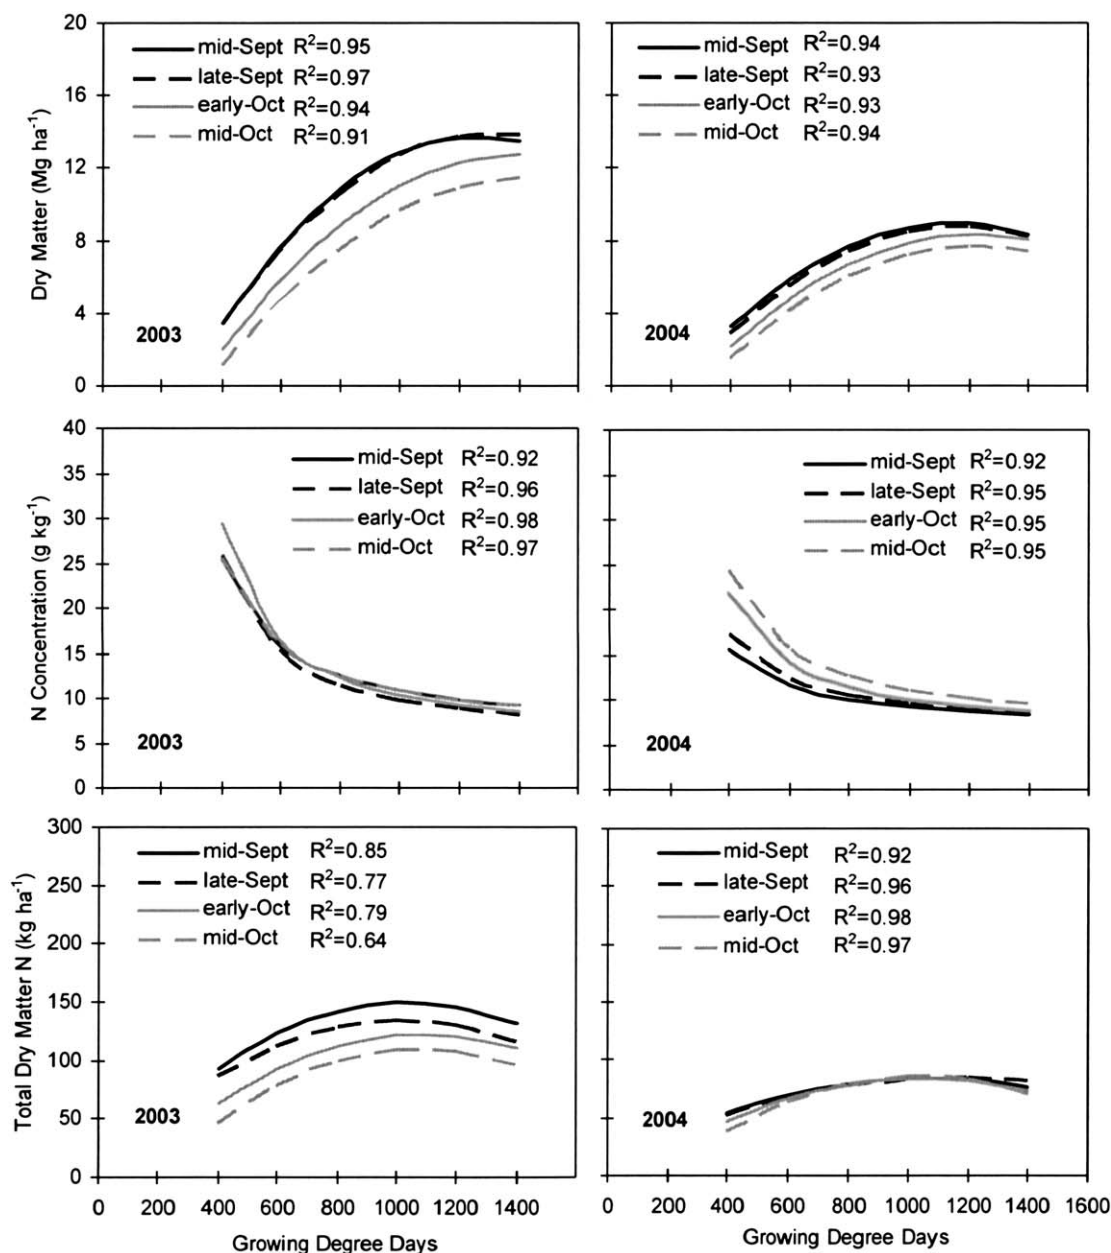 Dry Matter (Mg ha-1)
20
16
12
8
4
0
mid-Sept R2=0.95
late-Sept R2=0.97
early-Oct R2=0.94
mid-Oct R2=0.91
2003
mid-Sept R2=0.94
late-Sept R2=0.93
early-Oct R2=0.93
mid-Oct R2=0.94
2004
N Concentration (g kg-1)
40
35
30
25
20
15
10
5
0
mid-Sept R2=0.92
late-Sept R2=0.96
early-Oct R2=0.98
mid-Oct R2=0.97
2003
mid-Sept R2=0.92
late-Sept R2=0.95
early-Oct R2=0.95
mid-Oct R2=0.95
2004
Total Dry Matter N (kg ha-1)
300
250
200
150
100
50
0
mid-Sept R2=0.85
late-Sept R2=0.77
early-Oct R2=0.79
mid-Oct R2=0.64
2003
0 200 400 600 800 1000 1200 1400
Growing Degree Days
mid-Sept R2=0.92
late-Sept R2=0.96
early-Oct R2=0.98
mid-Oct R2=0.97
2004
0 200 400 600 800 1000 1200 1400 1600
Growing Degree Days